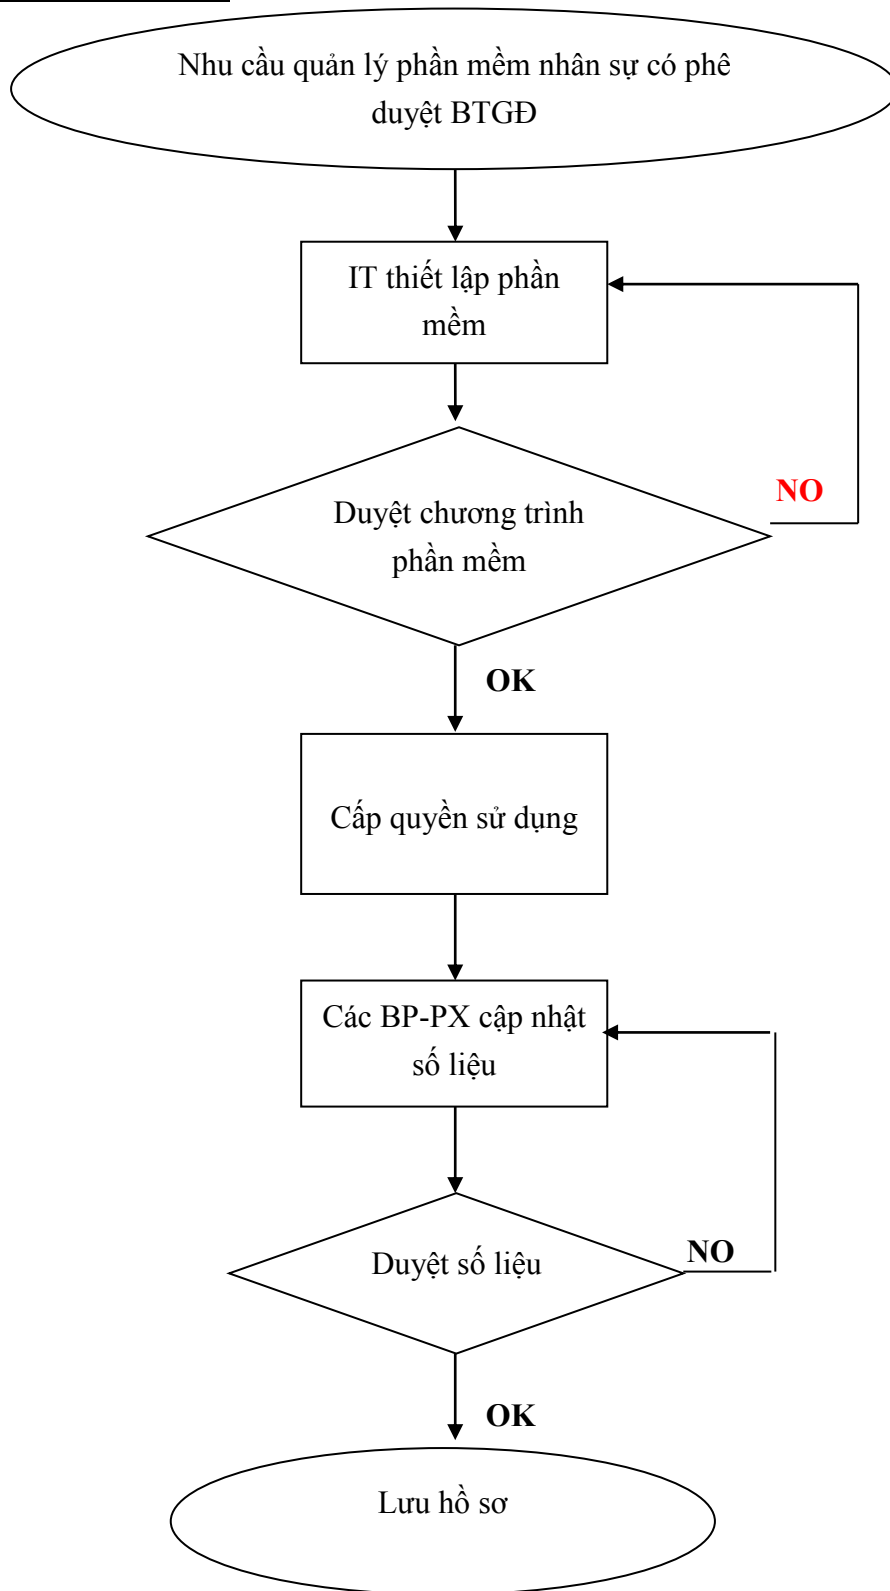 Nhu cầu quản lý phần mềm nhân sự có phê
duyệt BTGĐ
IT thiết lập phần
mềm
NO
Duyệt chương trình
phần mềm
OK
Cấp quyền sử dụng
Các BP-PX cập nhật
số liệu
NO
Duyệt số liệu
OK
Lưu hồ sơ